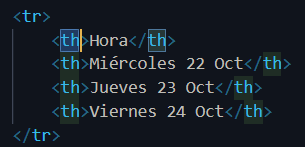 <tr>
<th>Hora</th>
<th>Miércoles 22 Oct</th>
<th>Jueves 23 Oct</th>
<th>Viernes 24 Oct</th>
</tr>